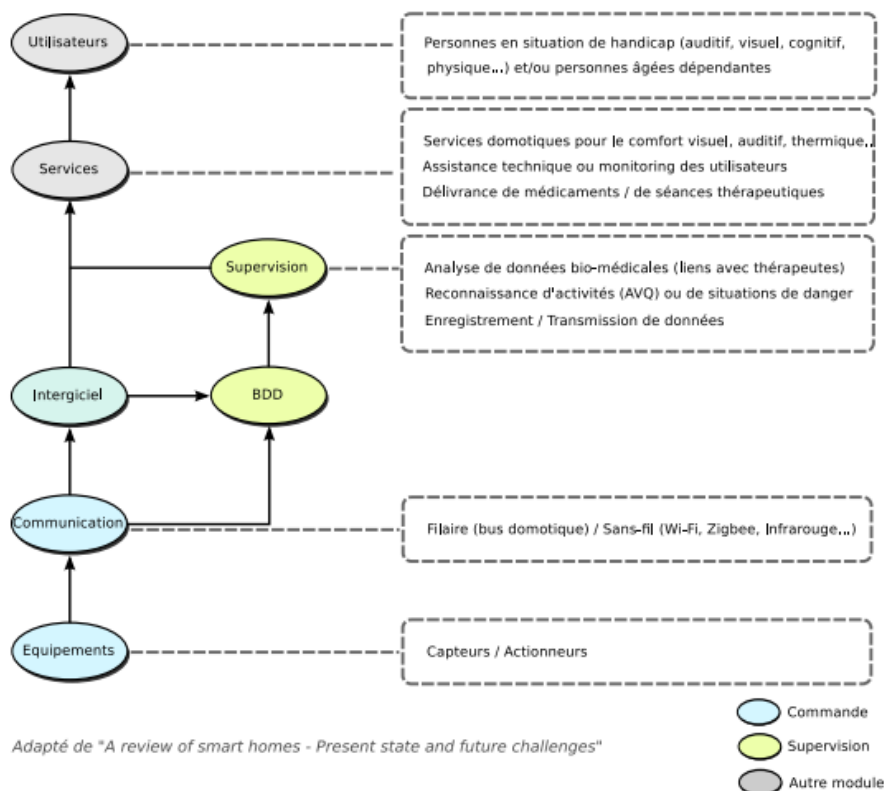 Utilisateurs
Personnes en situation de handicap (auditif, visuel, cognitif,
physique...) et/ou personnes âgées dépendantes
Services
Services domotiques pour le comfort visuel, auditif, thermique...
Assistance technique ou monitoring des utilisateurs
Délivrance de médicaments / de séances thérapeutiques
Supervision
Analyse de données bio-médicales (liens avec thérapeutes)
Reconnaissance d'activités (AVQ) ou de situations de danger
Enregistrement / Transmission de données
Intergiciel
BDD
Communication
Filaire (bus domotique) / Sans-fil (Wi-Fi, Zigbee, Infrarouge...)
Equipements
Capteurs / Actionneurs
Commande
Adapté de "A review of smart homes - Present state and future challenges"
Supervision
Autre module